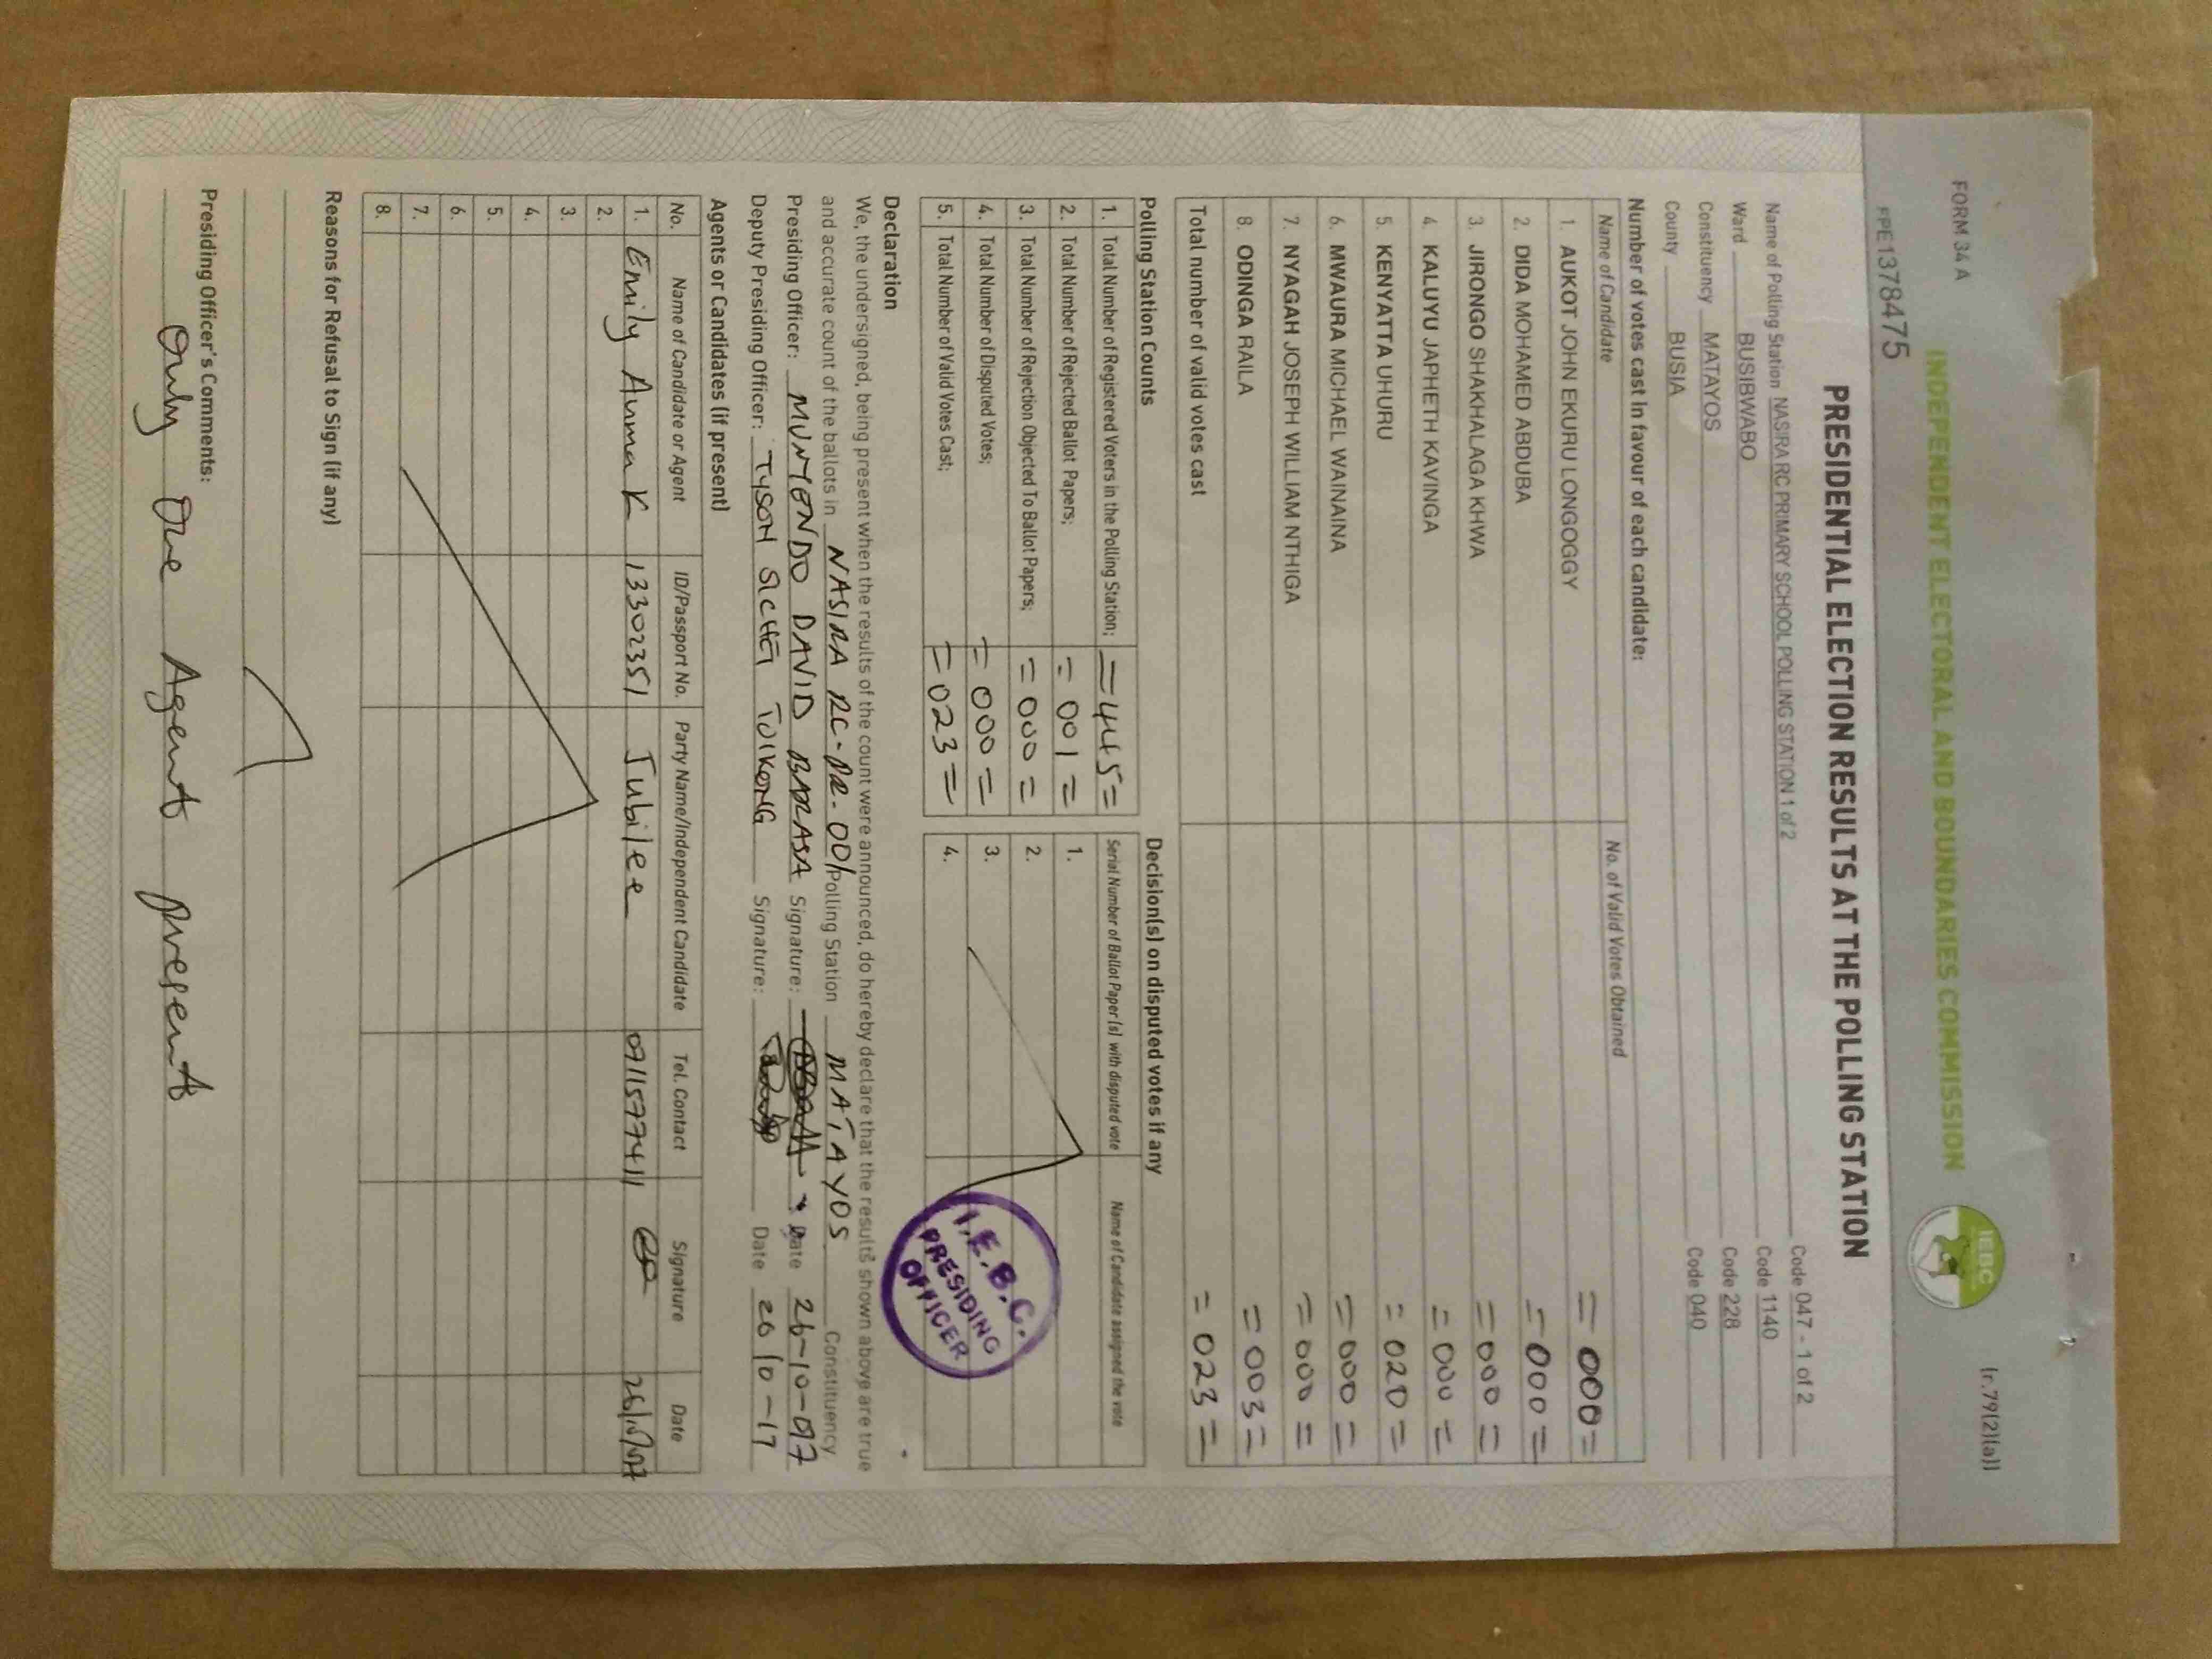 FORM 34 A
(r.79(2)(a))
INDEPENDENT ELECTORAL AND BOUNDARIES COMMISSION
IEBC
PPE1378475
PRESIDENTIAL ELECTION RESULTS AT THE POLLING STATION
Name of Polling Station NASIRA RC PRIMARY SCHOOL POLLING STATION 1 of 2 Code 047 - 1 of 2
Ward BUSIBWABO Code 1140
Constituency MATAYOS Code 228
County BUSIA Code 040
Number of votes cast in favour of each candidate:
Name of Candidate No. of Valid Votes Obtained
1. AUKOT JOHN EKURU LONGOGGY = 000=
2. DIDA MOHAMED ABDUBA =000=
3. JIRONGO SHAKHALAGA KHWA =000=
4. KALUYU JAPHETH KAVINGA =000=
5. KENYATTA UHURU =020=
6. MWAURA MICHAEL WAINAINA =000=
7. NYAGAH JOSEPH WILLIAM NTHIGA =000=
8. ODINGA RAILA =003=
Total number of valid votes cast =023=
Polling Station Counts
1. Total Number of Registered Voters in the Polling Station; =445=
2. Total Number of Rejected Ballot Papers; =001=
3. Total Number of Rejection Objected To Ballot Papers; =000=
4. Total Number of Disputed Votes; =000=
5. Total Number of Valid Votes Cast; =023=
Decision(s) on disputed votes if any
Serial Number of Ballot Paper(s) with disputed vote Name of Candidate assigned the vote
1.
2.
3.
4.
I.E.B.C.
PRESIDING
OFFICER
Declaration
We, the undersigned, being present when the results of the count were announced, do hereby declare that the results shown above are true
and accurate count of the ballots in NASIRA RC-PR-001 Polling Station MATAYOS Constituency
Presiding Officer: MUNYENDO DAVID BARASA Signature: Date 26-10-017
Deputy Presiding Officer: TYSON SICHEI TOIKONG Signature: Date 26 10-17
Agents or Candidates (if present)
No. Name of Candidate or Agent ID/Passport No. Party Name/Independent Candidate Tel. Contact Signature Date
1. Emily Auma K 13302351 Jubilee 0711577411 26/10/017
2.
3.
4.
5.
6.
7.
8.
Reasons for Refusal to Sign (if any)
Presiding Officer's Comments:
Only One Agent present